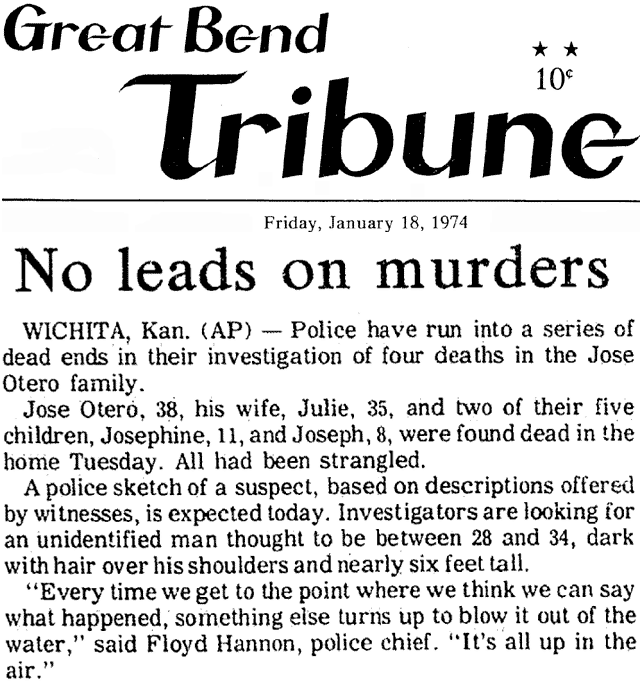 Great Bend
★ ★
10¢
Tribune
Friday, January 18, 1974
No leads on murders
WICHITA, Kan. (AP) — Police have run into a series of
dead ends in their investigation of four deaths in the Jose
Otero family.
Jose Otero, 38, his wife, Julie, 35, and two of their five
children, Josephine, 11, and Joseph, 8, were found dead in the
home Tuesday. All had been strangled.
A police sketch of a suspect, based on descriptions offered
by witnesses, is expected today. Investigators are looking for
an unidentified man thought to be between 28 and 34, dark
with hair over his shoulders and nearly six feet tall.
"Every time we get to the point where we think we can say
what happened, something else turns up to blow it out of the
water," said Floyd Hannon, police chief. "It's all up in the
air."